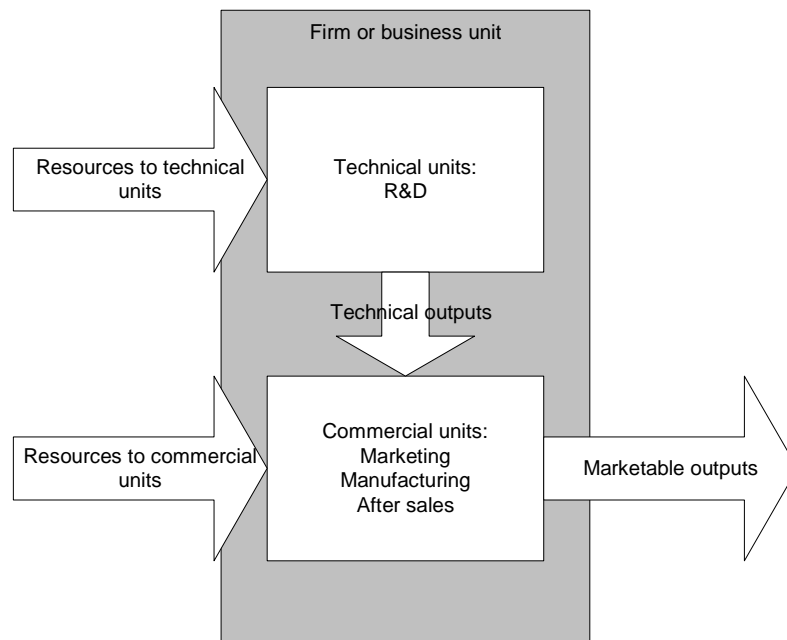 Firm or business unit
Resources to technical
units
Technical units:
R&D
Technical outputs
Resources to commercial
units
Commercial units:
Marketing
Manufacturing
After sales
Marketable outputs